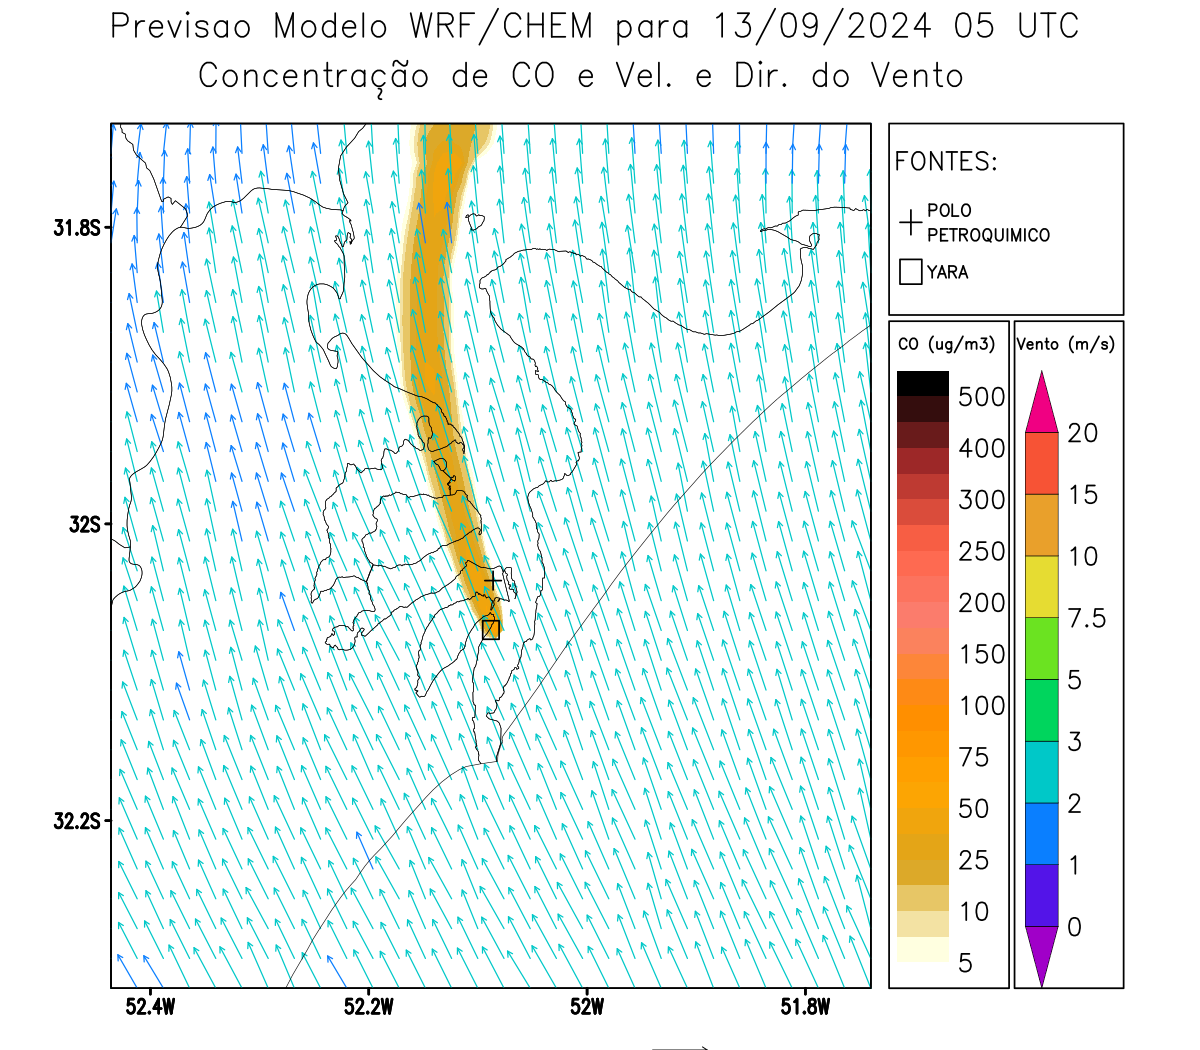 Previsao Modelo WRF/CHEM para 13/09/2024 05 UTC
Concentração de CO e Vel. e Dir. do Vento
FONTES:
POLO
PETROQUIMICO
YARA
CO (ug/m3)
500
400
300
250
200
150
100
75
50
25
10
5
Vento (m/s)
20
15
10
7.5
5
3
2
1
0
31.8S
32S
32.2S
52.4W
52.2W
52W
51.8W